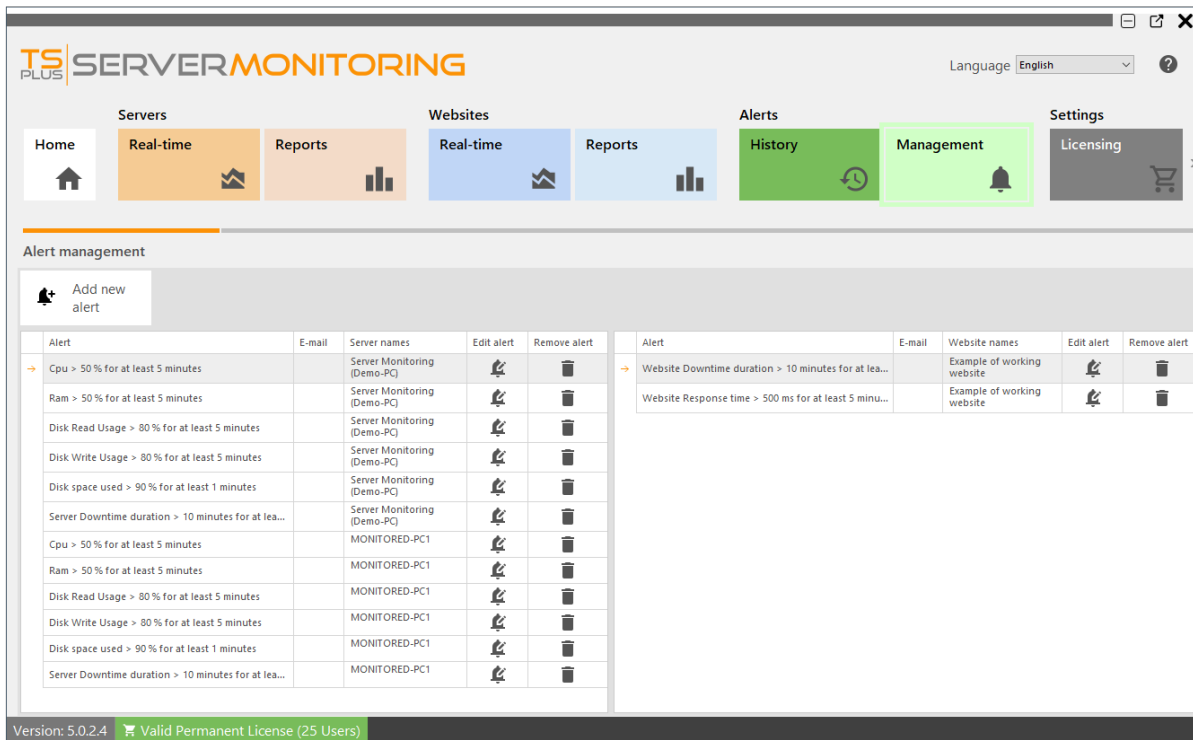 TS PLUS SERVERMONITORING
Language English
Servers
Websites
Alerts
Settings
Home
Real-time
Reports
Real-time
Reports
History
Management
Licensing
Alert management
Add new
alert
Alert E-mail Server names Edit alert Remove alert
Cpu > 50 % for at least 5 minutes Server Monitoring
(Demo-PC)
Ram > 50 % for at least 5 minutes Server Monitoring
(Demo-PC)
Disk Read Usage > 80 % for at least 5 minutes Server Monitoring
(Demo-PC)
Disk Write Usage > 80 % for at least 5 minutes Server Monitoring
(Demo-PC)
Disk space used > 90 % for at least 1 minutes Server Monitoring
(Demo-PC)
Server Downtime duration > 10 minutes for at lea... Server Monitoring
(Demo-PC)
Cpu > 50 % for at least 5 minutes MONITORED-PC1
Ram > 50 % for at least 5 minutes MONITORED-PC1
Disk Read Usage > 80 % for at least 5 minutes MONITORED-PC1
Disk Write Usage > 80 % for at least 5 minutes MONITORED-PC1
Disk space used > 90 % for at least 1 minutes MONITORED-PC1
Server Downtime duration > 10 minutes for at lea... MONITORED-PC1
Alert E-mail Website names Edit alert Remove alert
Website Downtime duration > 10 minutes for at lea... Example of working
website
Website Response time > 500 ms for at least 5 minu... Example of working
website
Version: 5.0.2.4 Valid Permanent License (25 Users)